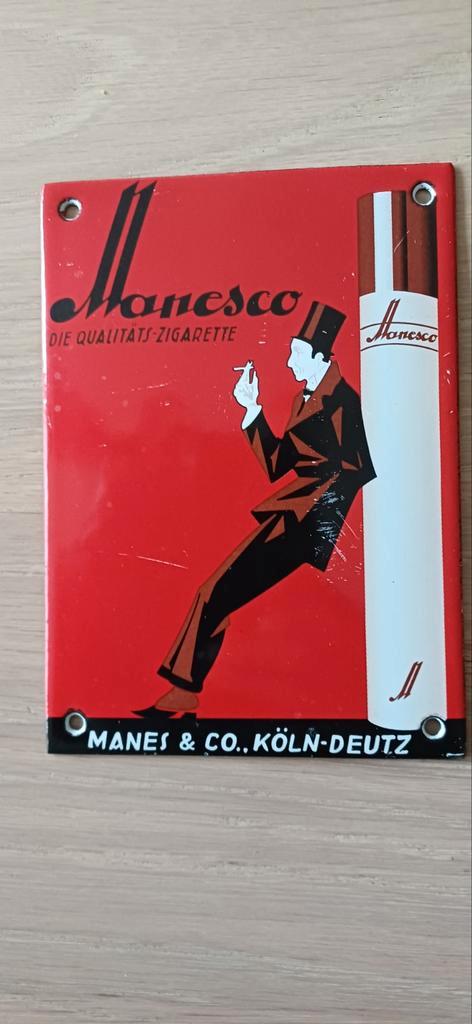 Manesco
DIE QUALITÄTS-ZIGARETTE
Manesco
M
MANES & CO., KÖLN-DEUTZ